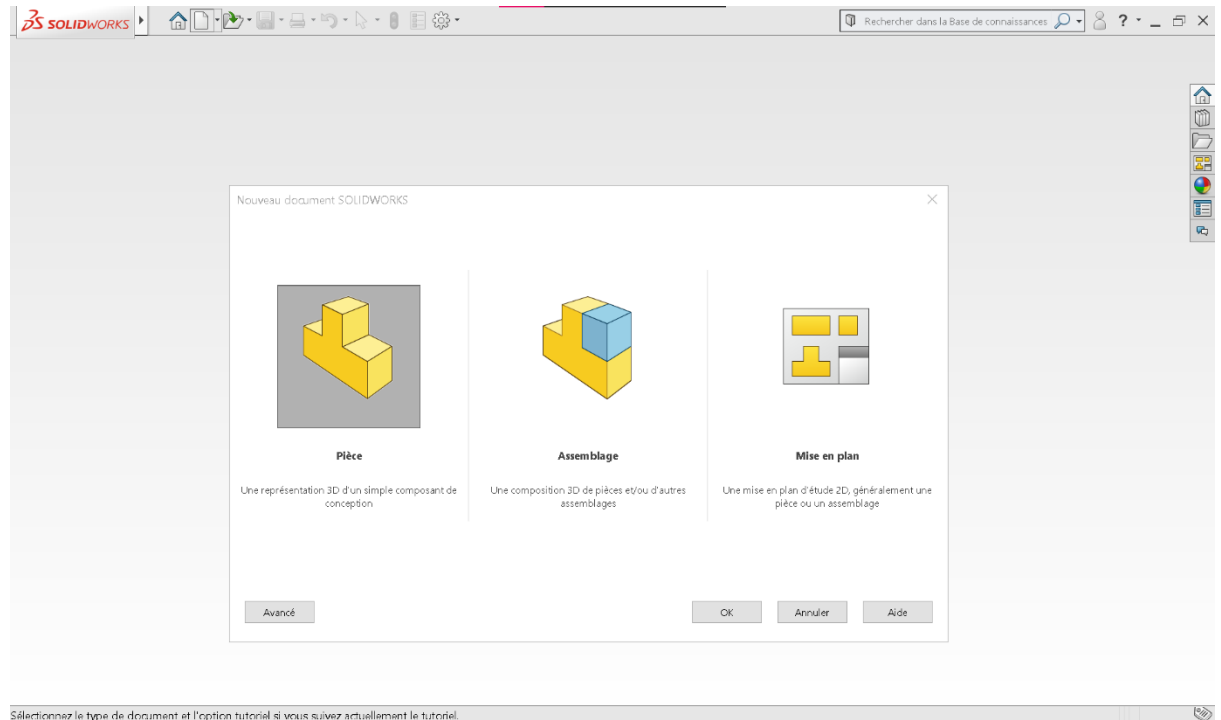 SOLIDWORKS
Rechercher dans la Base de connaissances
?
Nouveau document SOLIDWORKS
Pièce
Assemblage
Mise en plan
Une représentation 3D d'un simple composant de
conception
Une composition 3D de pièces et/ou d'autres
assemblages
Une mise en plan d'étude 2D, généralement une
pièce ou un assemblage
Avancé
OK
Annuler
Aide
Sélectionnez le type de document et l'option tutoriel si vous suivez actuellement le tutoriel.